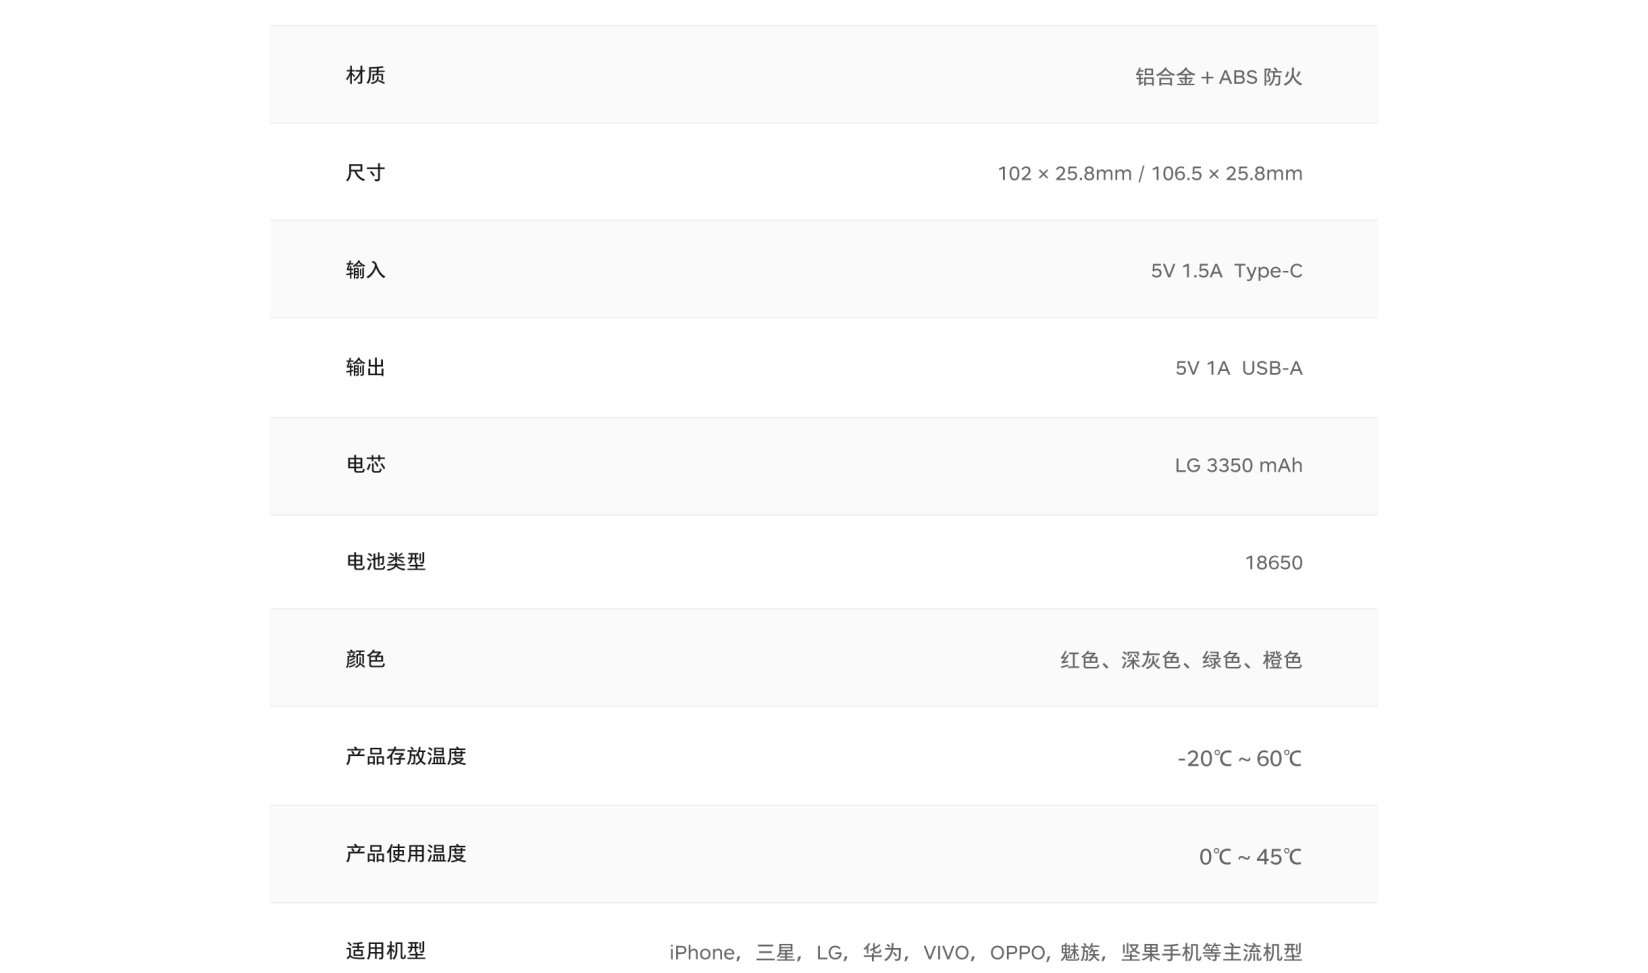 材质 铝合金 + ABS 防火
尺寸 102 × 25.8mm / 106.5 × 25.8mm
输入 5V 1.5A  Type-C
输出 5V 1A  USB-A
电芯 LG 3350 mAh
电池类型 18650
颜色 红色、深灰色、绿色、橙色
产品存放温度 -20℃ ~ 60℃
产品使用温度 0℃ ~ 45℃
适用机型 iPhone，三星，LG，华为，VIVO，OPPO, 魅族，坚果手机等主流机型